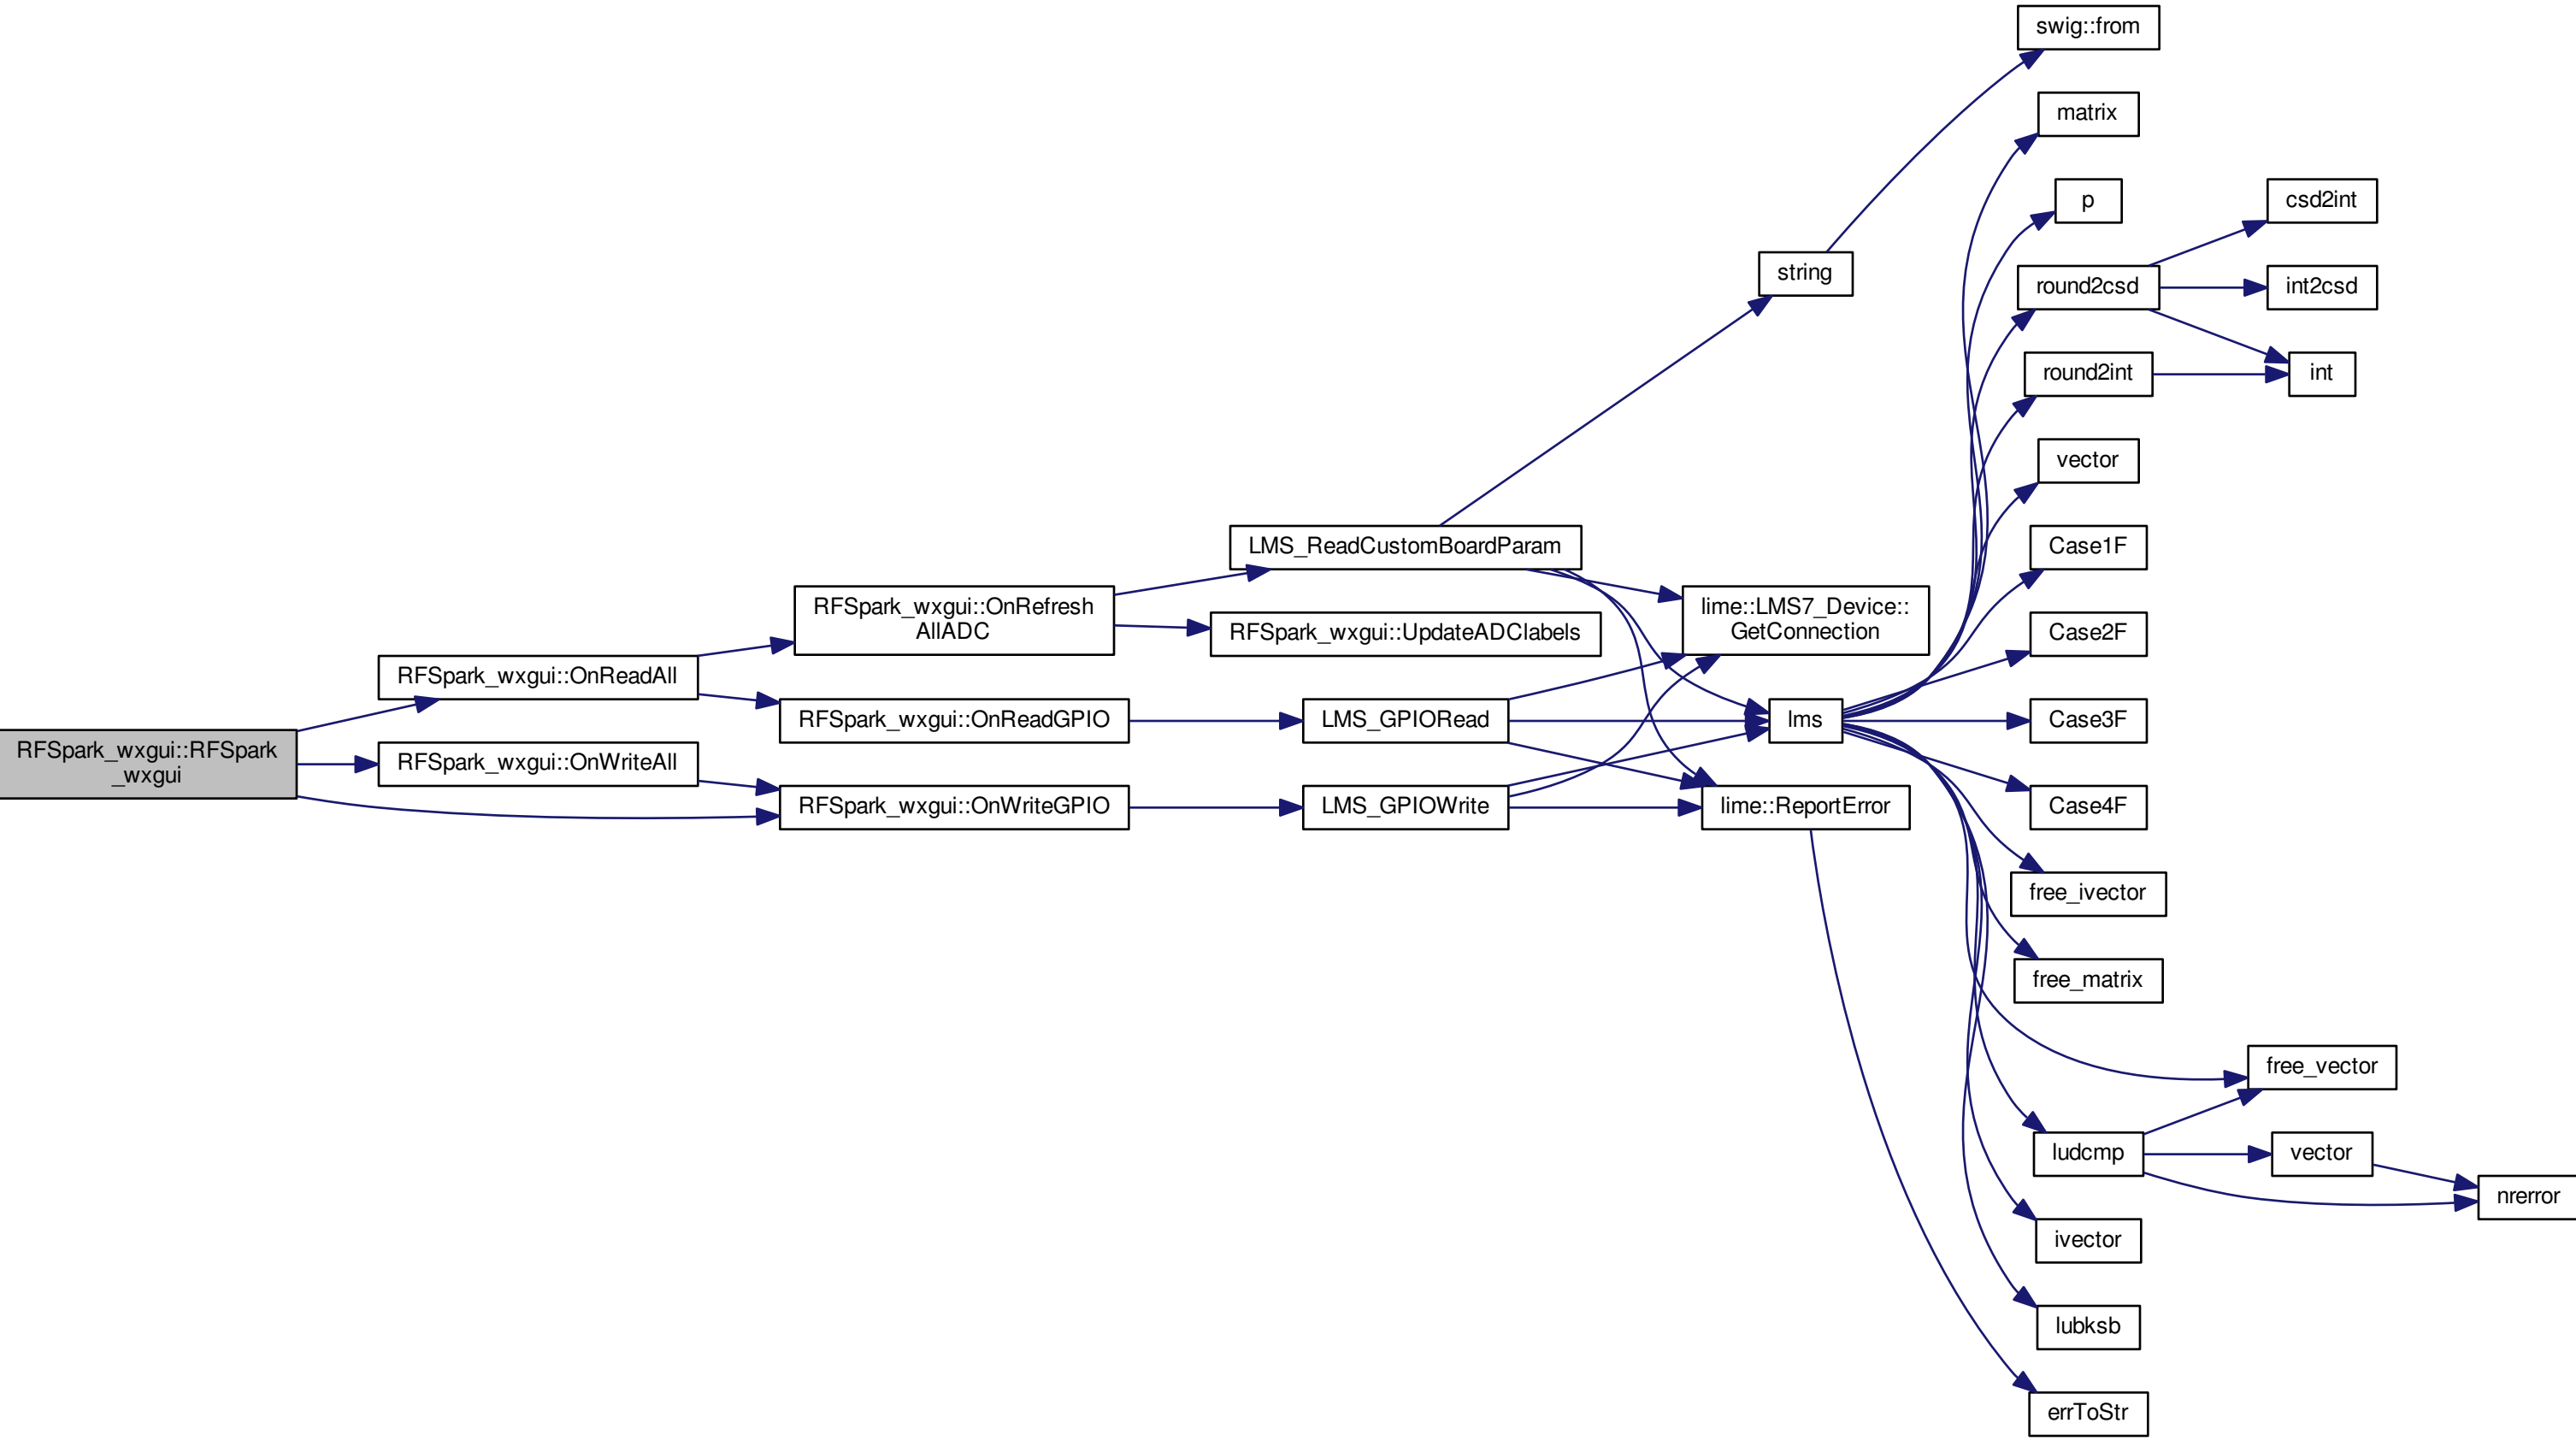 swig::from
matrix
p
csd2int
string
round2csd
int2csd
round2int
int
vector
LMS_ReadCustomBoardParam
Case1F
RFSpark_wxgui::OnRefresh
AllADC
lime::LMS7_Device::
GetConnection
RFSpark_wxgui::UpdateADClabels
Case2F
RFSpark_wxgui::OnReadAll
RFSpark_wxgui::OnReadGPIO
LMS_GPIORead
lms
Case3F
RFSpark_wxgui::RFSpark
_wxgui
RFSpark_wxgui::OnWriteAll
RFSpark_wxgui::OnWriteGPIO
LMS_GPIOWrite
lime::ReportError
Case4F
free_ivector
free_matrix
free_vector
ludcmp
vector
nrerror
ivector
lubksb
errToStr